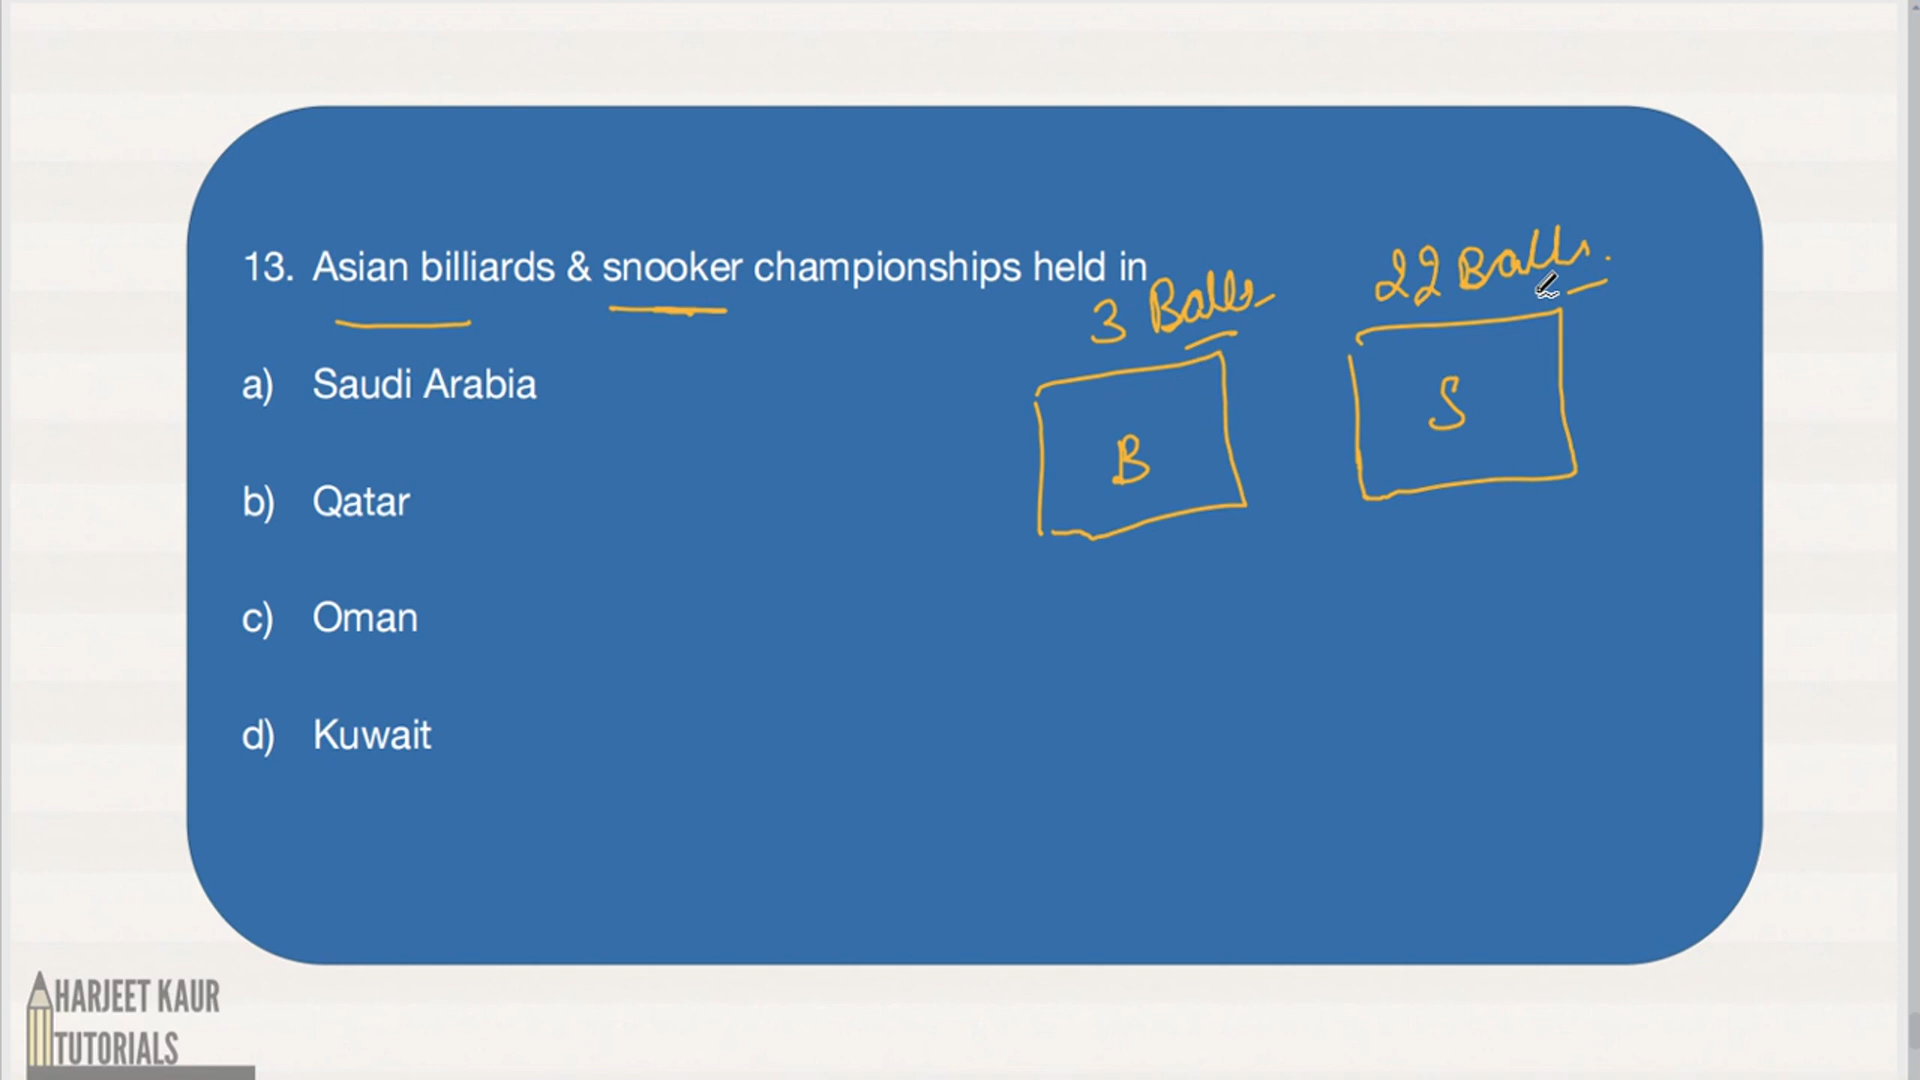 13. Asian billiards & snooker championships held in
3 Balls
22 Balls.
B
S
a) Saudi Arabia
b) Qatar
c) Oman
d) Kuwait
HARJEET KAUR
TUTORIALS